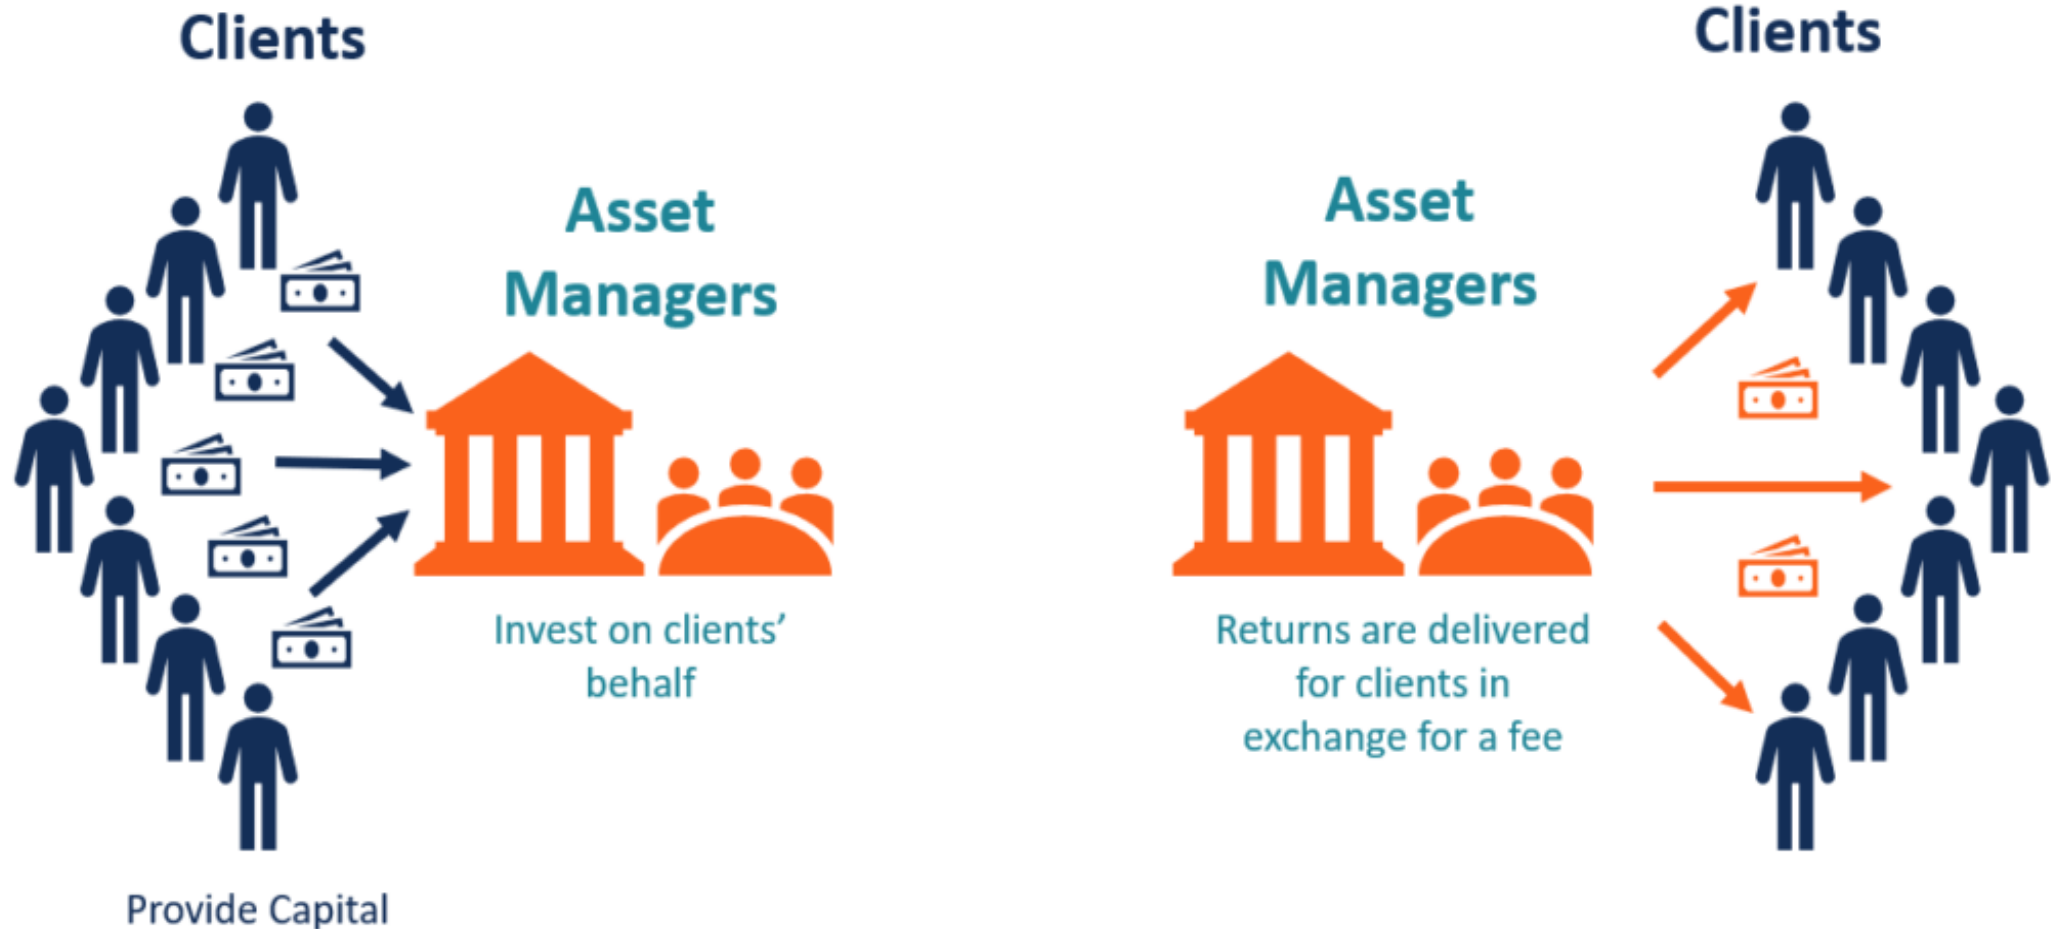 Clients
Asset
Managers
Invest on clients’
behalf
Provide Capital
Clients
Asset
Managers
Returns are delivered
for clients in
exchange for a fee